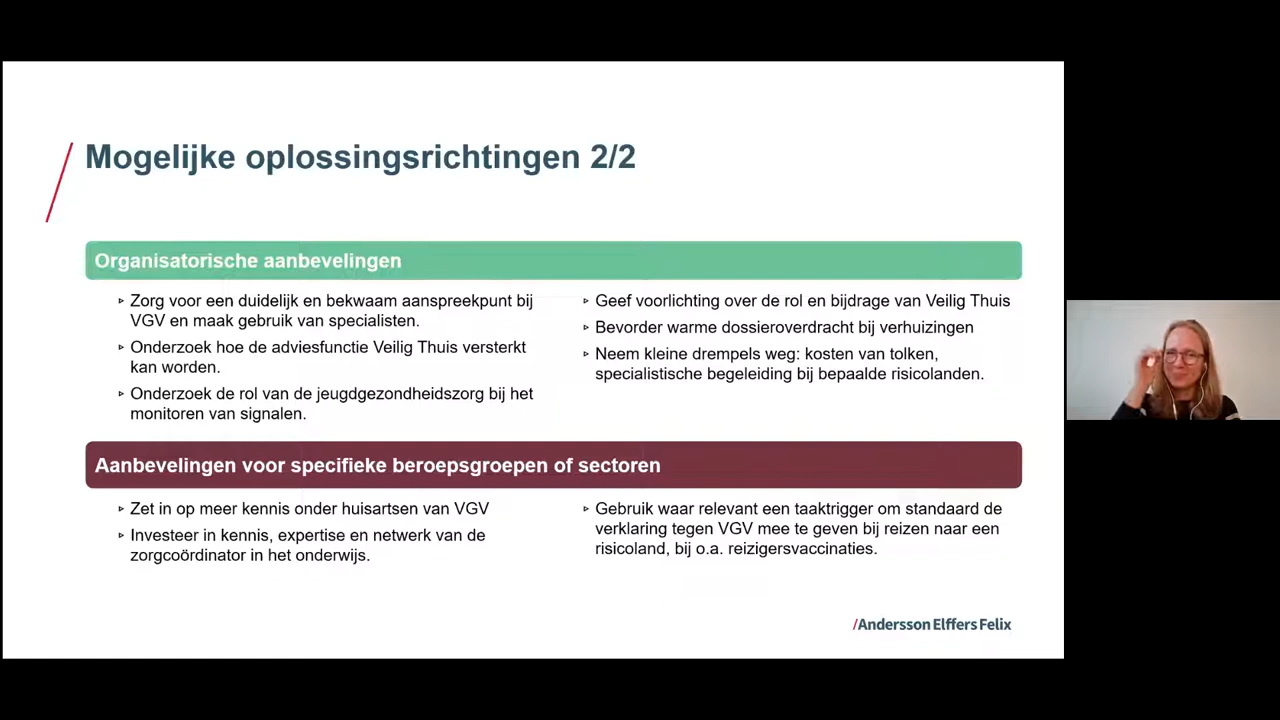 Mogelijke oplossingsrichtingen 2/2
Organisatorische aanbevelingen
Zorg voor een duidelijk en bekwaam aanspreekpunt bij
VGV en maak gebruik van specialisten.
Onderzoek hoe de adviesfunctie Veilig Thuis versterkt
kan worden.
Onderzoek de rol van de jeugdgezondheidszorg bij het
monitoren van signalen.
Geef voorlichting over de rol en bijdrage van Veilig Thuis
Bevorder warme dossieroverdracht bij verhuizingen
Neem kleine drempels weg: kosten van tolken,
specialistische begeleiding bij bepaalde risicolanden.
Aanbevelingen voor specifieke beroepsgroepen of sectoren
Zet in op meer kennis onder huisartsen van VGV
Investeer in kennis, expertise en netwerk van de
zorgcoördinator in het onderwijs.
Gebruik waar relevant een taaktrigger om standaard de
verklaring tegen VGV mee te geven bij reizen naar een
risicoland, bij o.a. reizigersvaccinaties.
/Andersson Elffers Felix